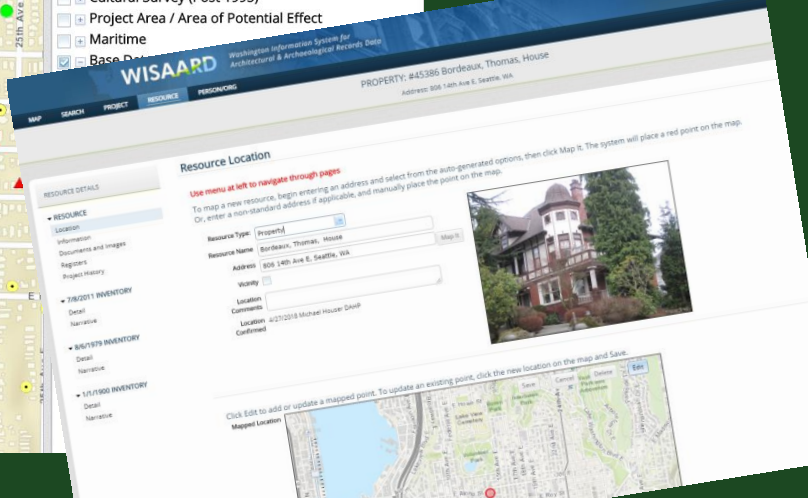 Project Area / Area of Potential Effect
Maritime
Base Dat
25th Ave
WISAARD
Washington Information System for
Architectural & Archaeological Records Data
MAP SEARCH PROJECT RESOURCE PERSON/ORG
PROPERTY: #45386 Bordeaux, Thomas, House
Address: 806 14th Ave E, Seattle, WA
RESOURCE DETAILS
RESOURCE
Location
Information
Documents and Images
Registers
Project History
7/8/2011 INVENTORY
Detail
Narrative
8/6/1979 INVENTORY
Detail
Narrative
1/1/1900 INVENTORY
Detail
Narrative
Resource Location
Use menu at left to navigate through pages
To map a new resource, begin entering an address and select from the auto-generated options, then click Map It. The system will place a red point on the map.
Or, enter a non-standard address if applicable, and manually place the point on the map.
Resource Type: Property
Resource Name Bordeaux, Thomas, House
Address 806 14th Ave E, Seattle, WA Map It
Vicinity
Location
Comments
Location
Confirmed 4/27/2018 Michael Houser DAHP
Click Edit to add or update a mapped point. To update an existing point, click the new location on the map and Save.
Mapped Location
Save Cancel Delete Edit
Lake View
Cemetery
Volunteer
Park